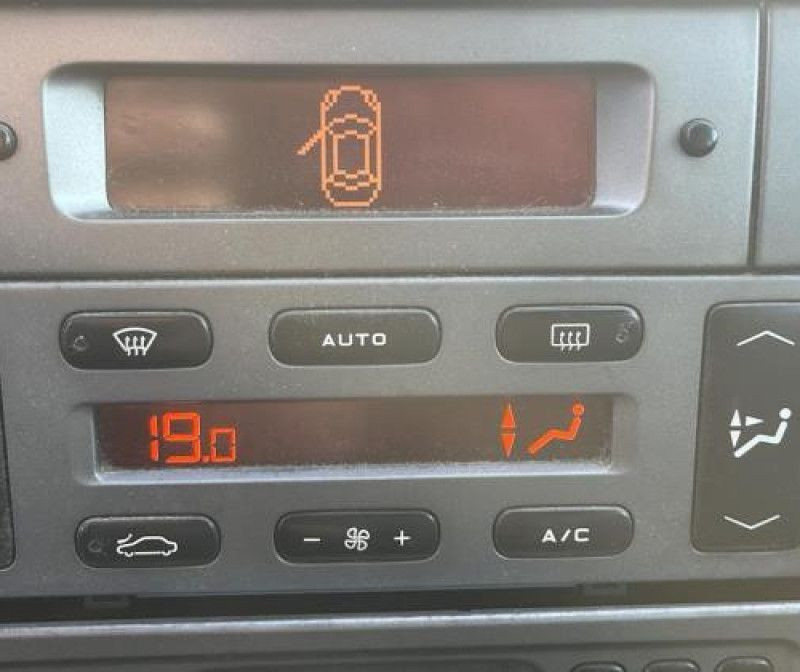 AUTO
19.0
- +
A/C